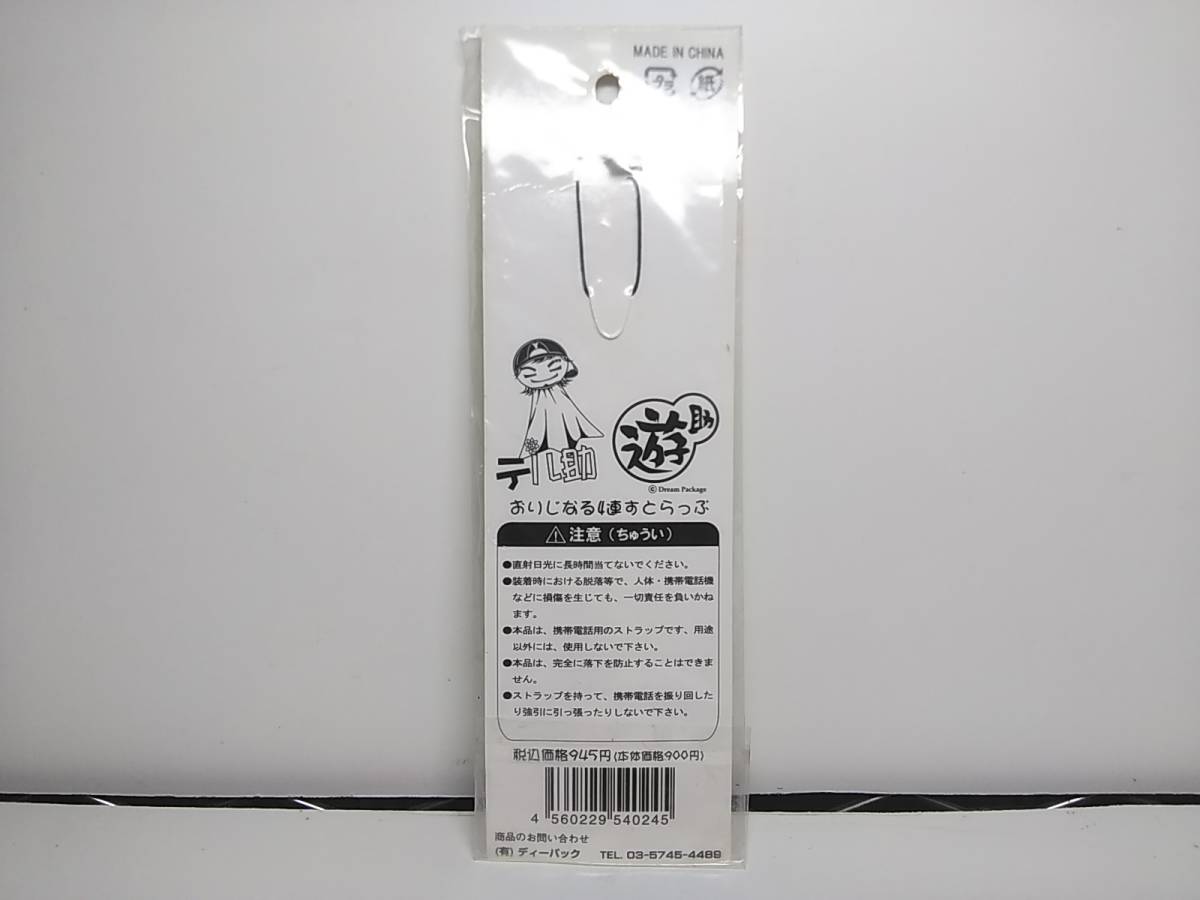 MADE IN CHINA
プラ 紙
テル助
遊助
© Dream Package
おりじなる4連すとらっぷ
注意(ちゅうい)
●直射日光に長時間当てないでください。
●装着時における脱落等で、人体・携帯電話機
などに損傷を生じても、一切責任を負いかね
ます。
●本品は、携帯電話用のストラップです、用途
以外には、使用しないで下さい。
●本品は、完全に落下を防止することはできま
せん。
●ストラップを持って、携帯電話を振り回した
り強引に引っ張ったりしないで下さい。
税込価格945円(本体価格900円)
4 560229 540245
商品のお問い合わせ
(有)ディーパック TEL. 03-5745-4489